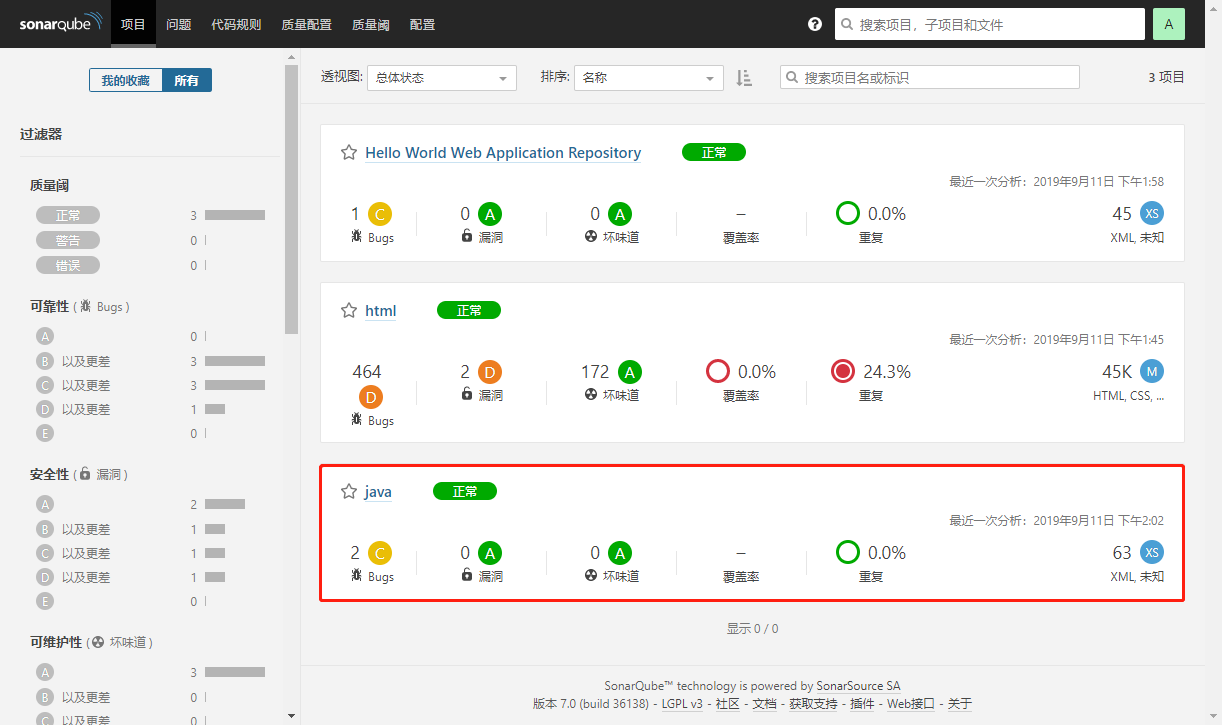 sonarqube 项目 问题 代码规则 质量配置 质量阈 配置 ? 搜索项目，子项目和文件 A
我的收藏 所有
过滤器
质量阈
正常 3
警告 0
错误 0
可靠性 ( Bugs )
A 0
B 以及更差 3
C 以及更差 3
D 以及更差 1
E 0
安全性 ( 漏洞 )
A 2
B 以及更差 1
C 以及更差 1
D 以及更差 1
E 0
可维护性 ( 坏味道 )
A 3
B 以及更差 0
C 以及更差 0
透视图: 总体状态 排序: 名称 搜索项目名或标识 3 项目
Hello World Web Application Repository 正常
最近一次分析：2019年9月11日 下午1:58
1 C 0 A 0 A – 0.0% 45 XS
Bugs 漏洞 坏味道 覆盖率 重复 XML, 未知
html 正常
最近一次分析：2019年9月11日 下午1:45
464 2 D 172 A 0.0% 24.3% 45K M
漏洞 坏味道 覆盖率 重复 HTML, CSS, ...
D
Bugs
java 正常
最近一次分析：2019年9月11日 下午2:02
2 C 0 A 0 A – 0.0% 63 XS
Bugs 漏洞 坏味道 覆盖率 重复 XML, 未知
显示 0 / 0
SonarQube™ technology is powered by SonarSource SA
版本 7.0 (build 36138) - LGPL v3 - 社区 - 文档 - 获取支持 - 插件 - Web接口 - 关于